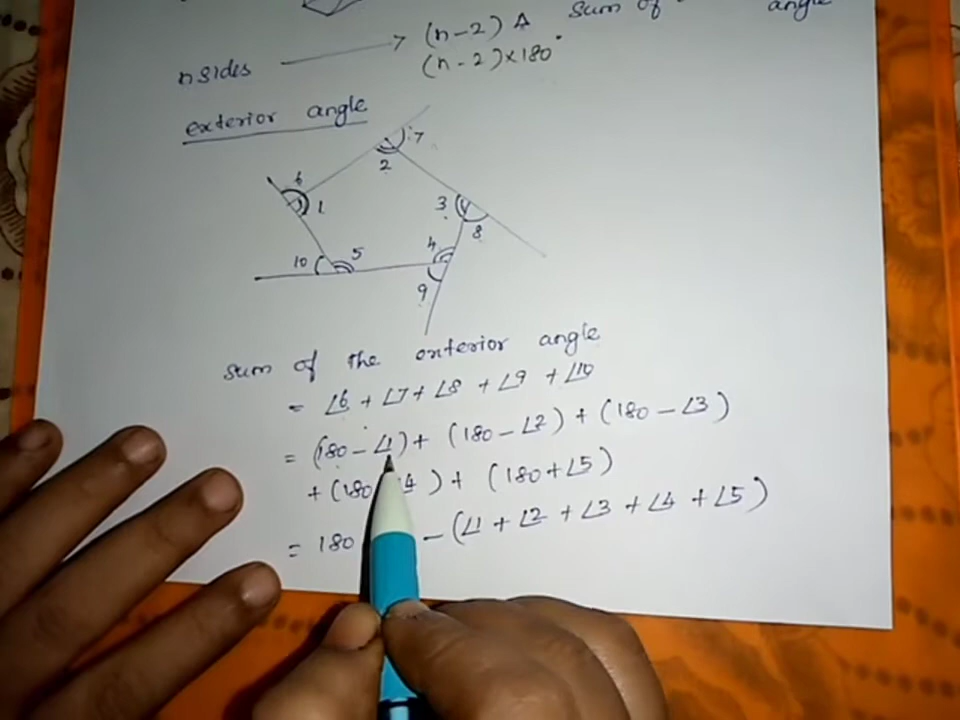 sum of angle
n sides → (n-2) Δ
(n-2)×180°
exterior angle
6 1 2 7 3 8 4 9 5 10
sum of the exterior angle
= ∠6 + ∠7 + ∠8 + ∠9 + ∠10
= (180 - ∠1) + (180 - ∠2) + (180 - ∠3)
+ (180 4) + (180 + ∠5)
= 180 - (∠1 + ∠2 + ∠3 + ∠4 + ∠5)